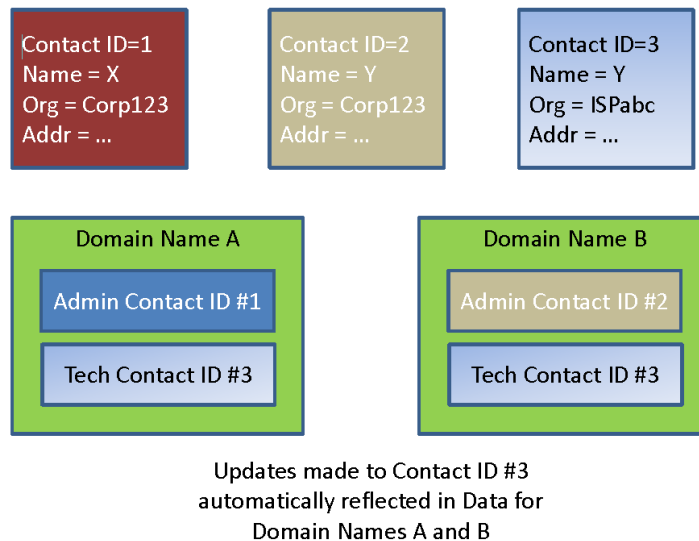 Contact ID=1
Name = X
Org = Corp123
Addr = ...
Contact ID=2
Name = Y
Org = Corp123
Addr = ...
Contact ID=3
Name = Y
Org = ISPabc
Addr = ...
Domain Name A
Admin Contact ID #1
Tech Contact ID #3
Domain Name B
Admin Contact ID #2
Tech Contact ID #3
Updates made to Contact ID #3
automatically reflected in Data for
Domain Names A and B